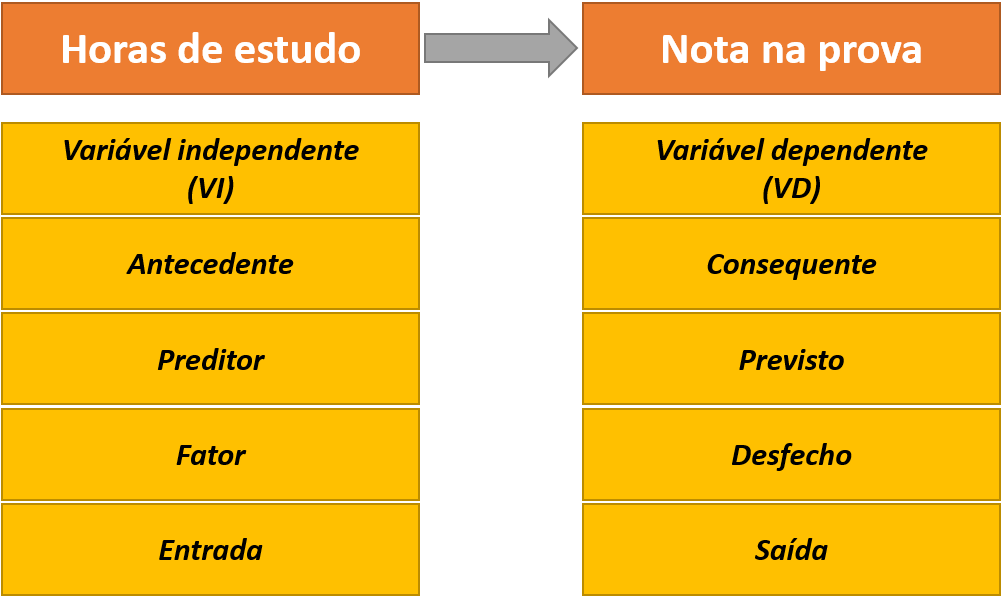 Horas de estudo
Nota na prova
Variável independente
(VI)
Variável dependente
(VD)
Antecedente
Consequente
Preditor
Previsto
Fator
Desfecho
Entrada
Saída